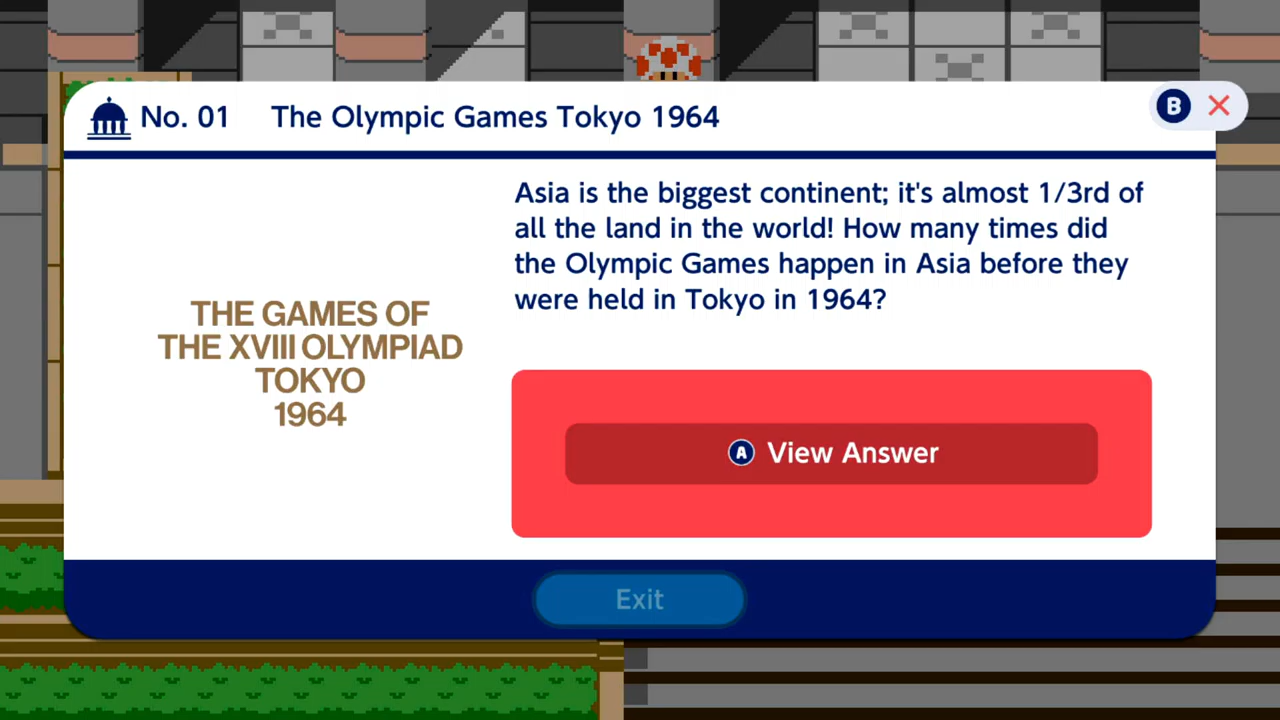 No. 01 The Olympic Games Tokyo 1964
B
Asia is the biggest continent; it's almost 1/3rd of
all the land in the world! How many times did
the Olympic Games happen in Asia before they
were held in Tokyo in 1964?
THE GAMES OF
THE XVIII OLYMPIAD
TOKYO
1964
A View Answer
Exit